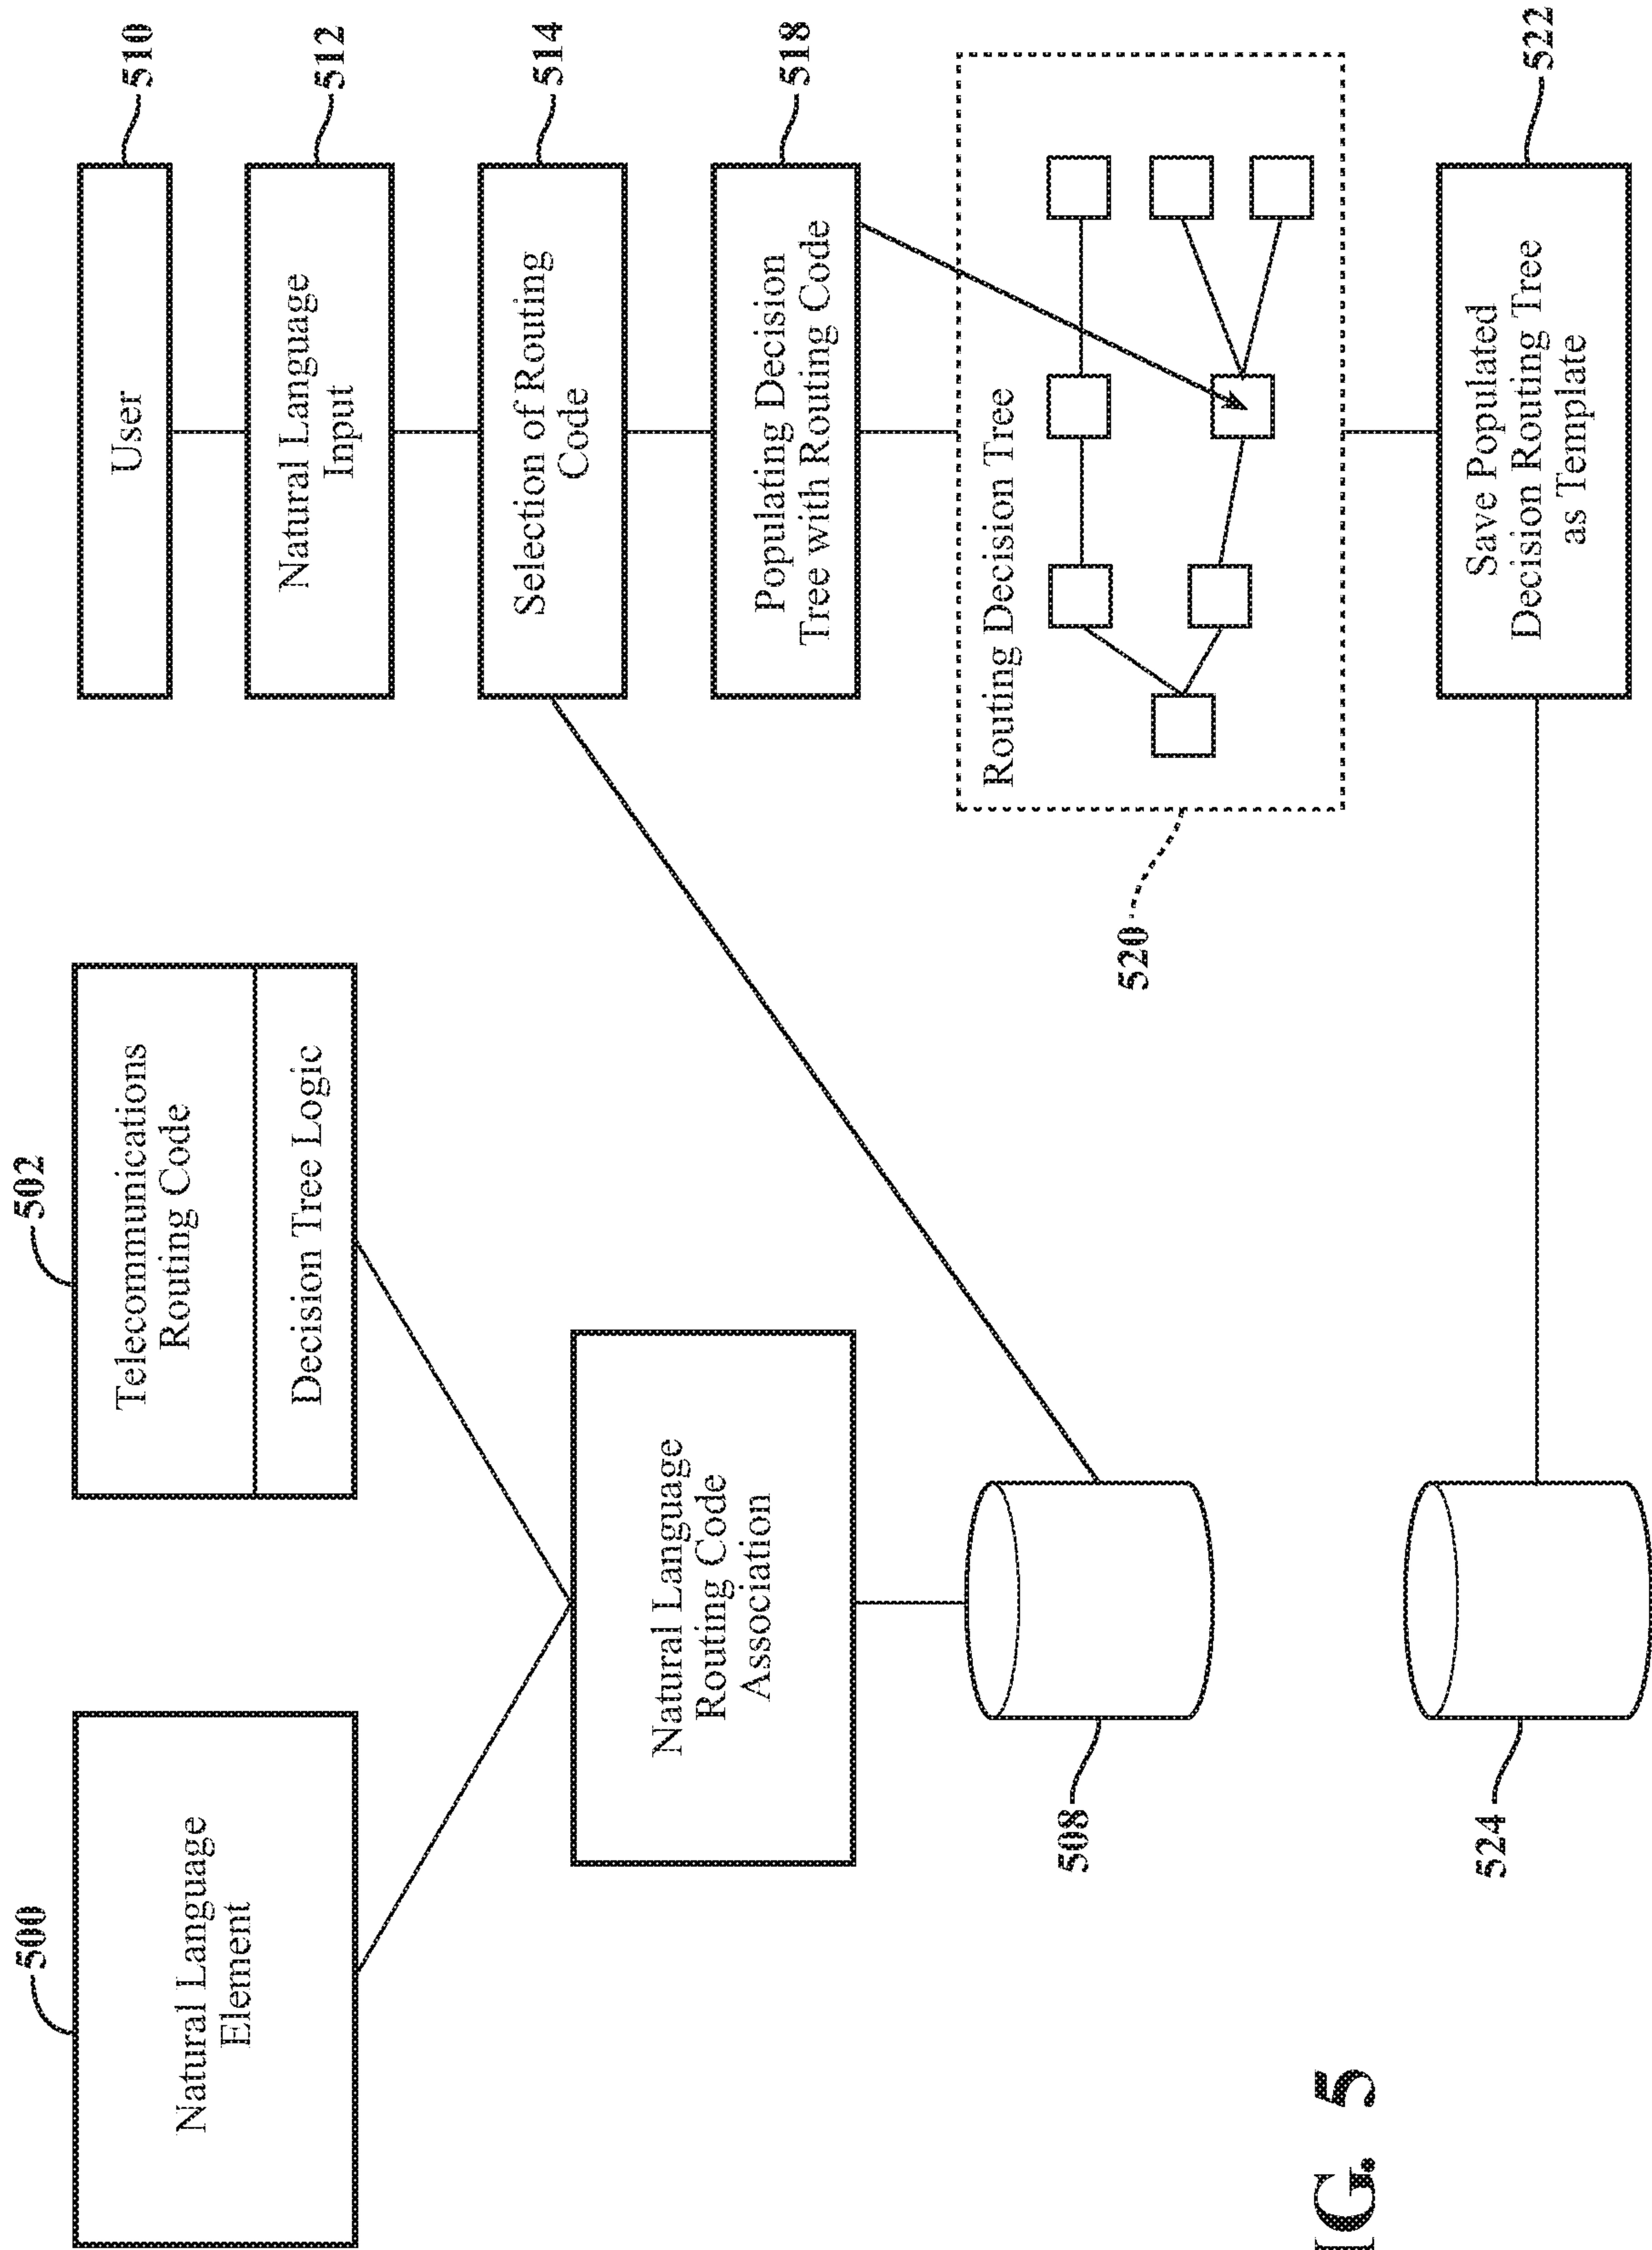 500
Natural Language
Element
502
Telecommunications
Routing Code
Decision Tree Logic
Natural Language
Routing Code
Association
508
510
User
512
Natural Language
Input
514
Selection of Routing
Code
518
Populating Decision
Tree with Routing Code
520
Routing Decision Tree
522
Save Populated
Decision Routing Tree
as Template
524
IG. 5